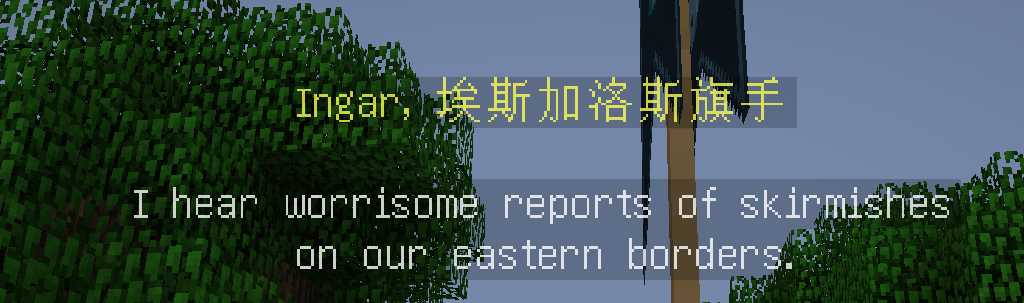 Ingar, 埃斯加洛斯旗手
I hear worrisome reports of skirmishes
on our eastern borders.